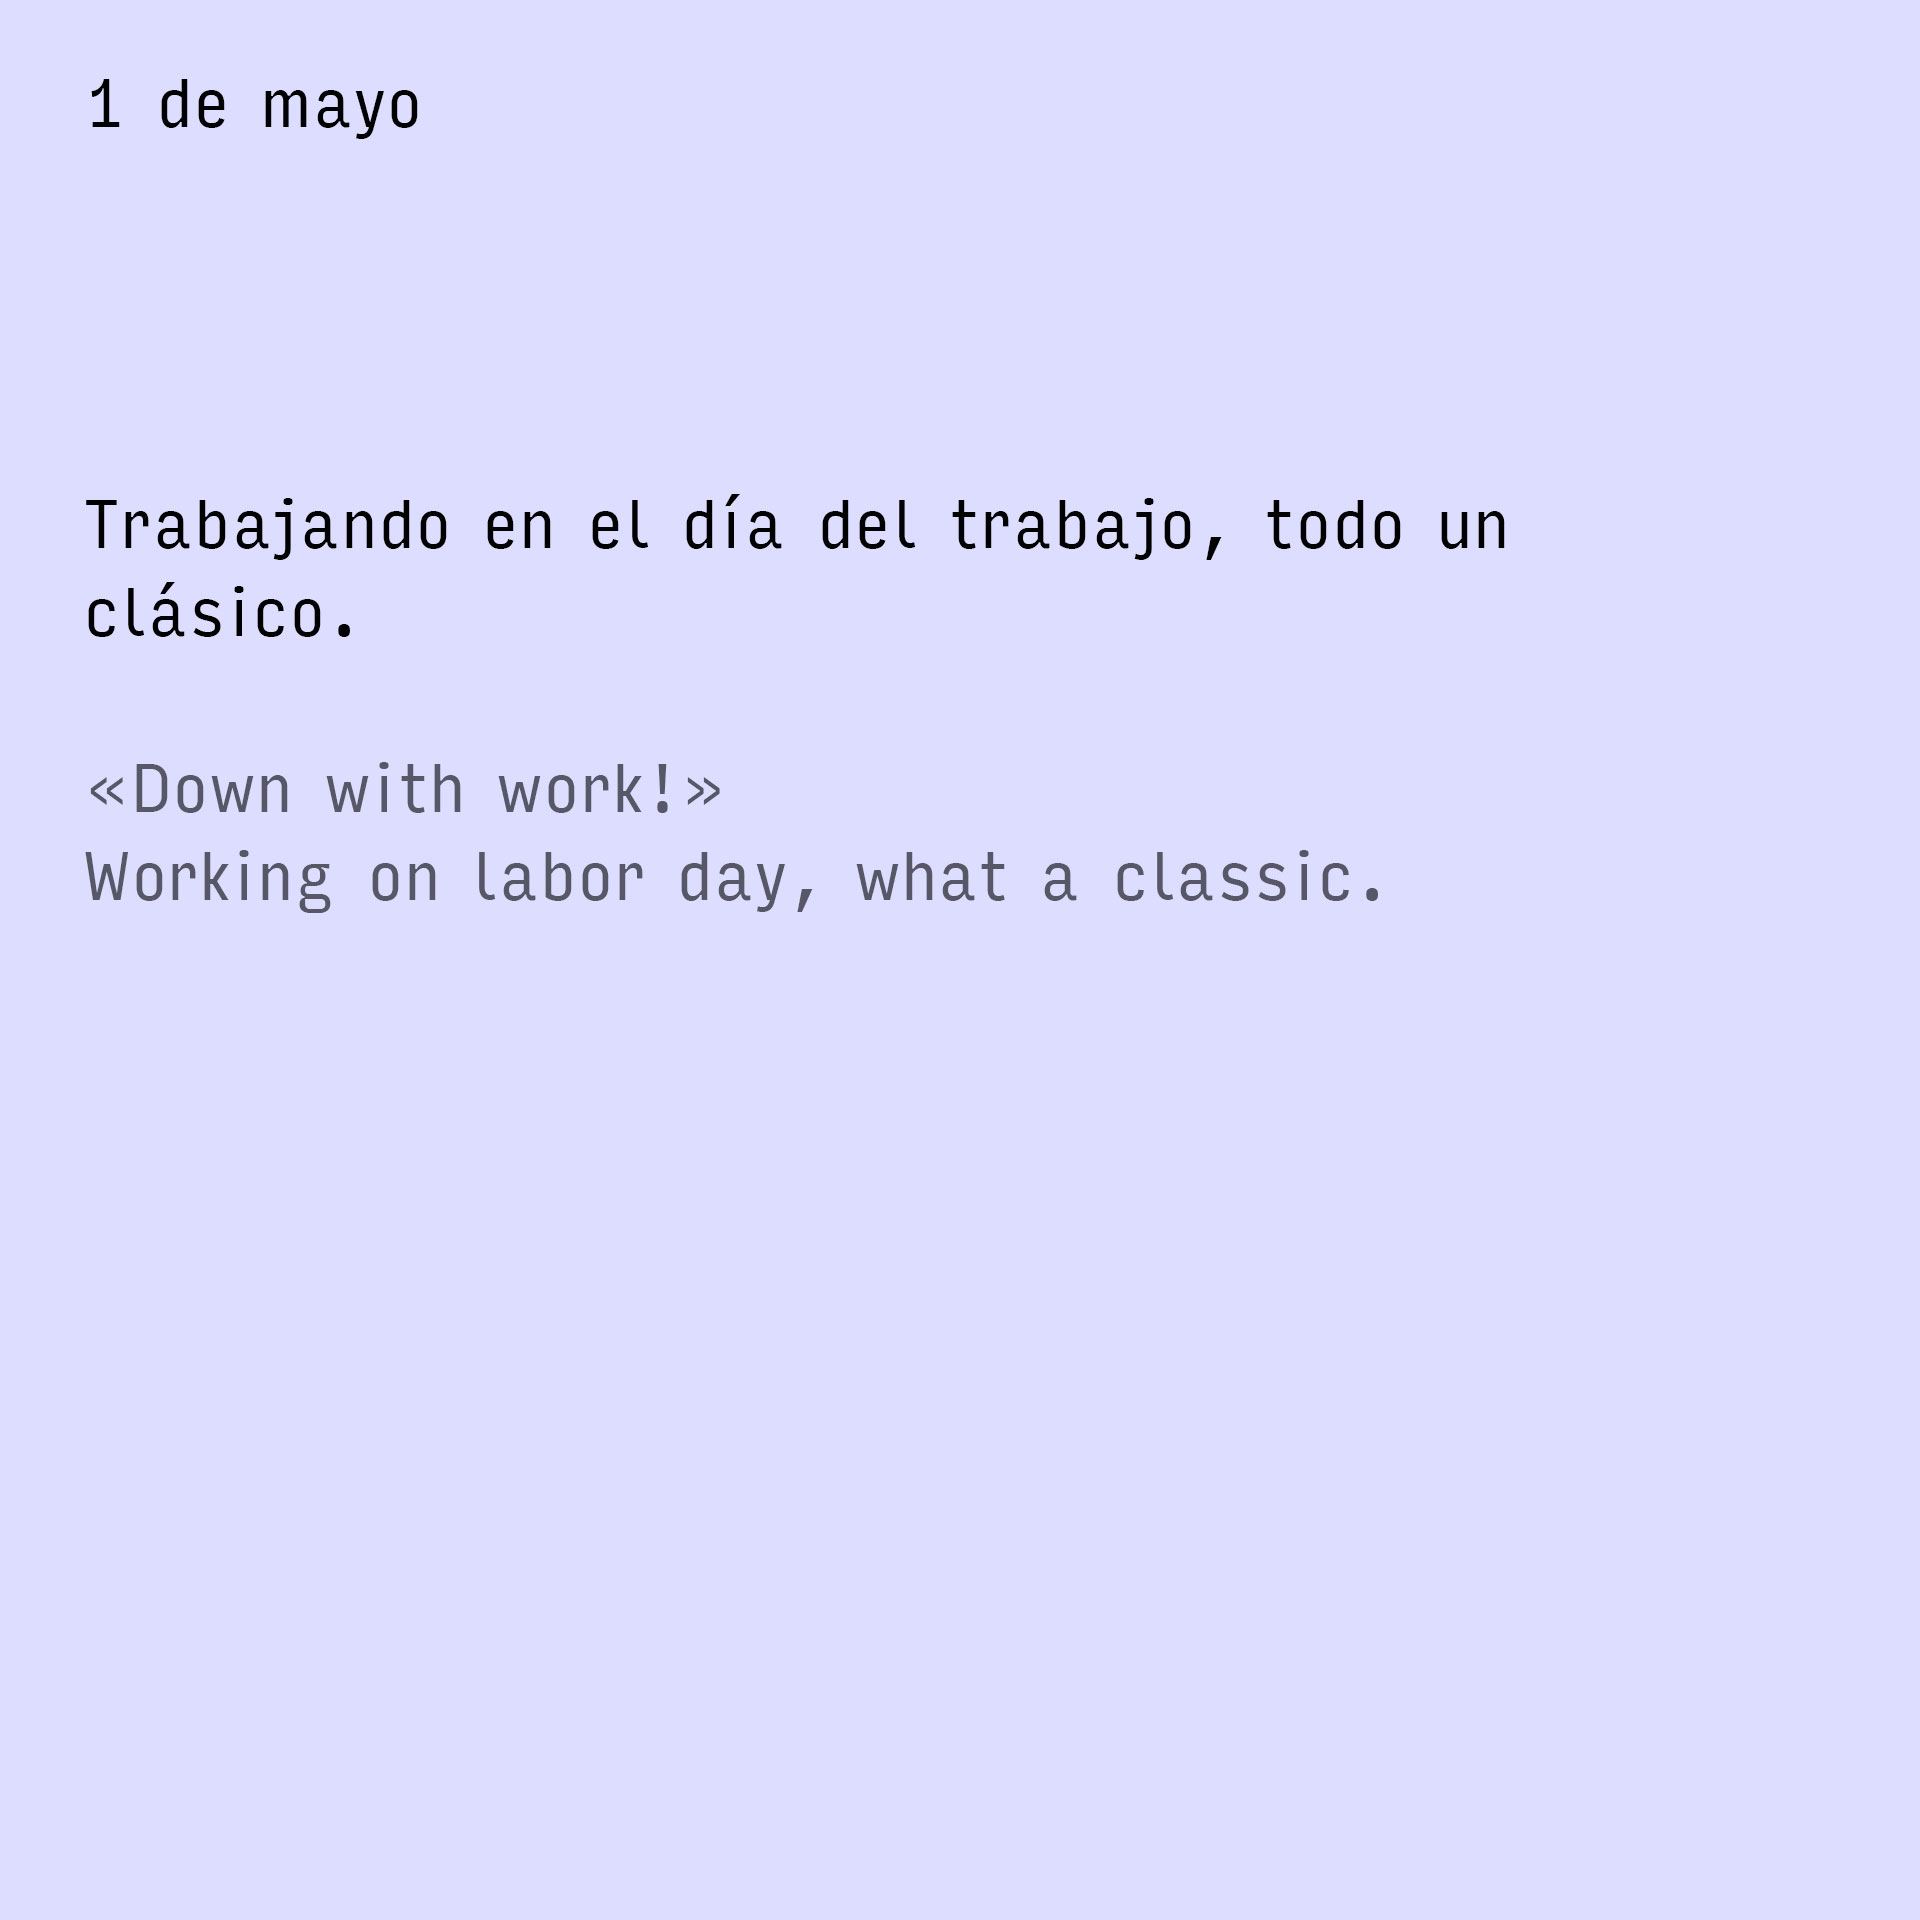 1 de mayo
Trabajando en el día del trabajo, todo un
clásico.
«Down with work!»
Working on labor day, what a classic.